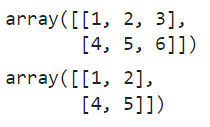 array([[1, 2, 3],
       [4, 5, 6]])
array([[1, 2],
       [4, 5]])